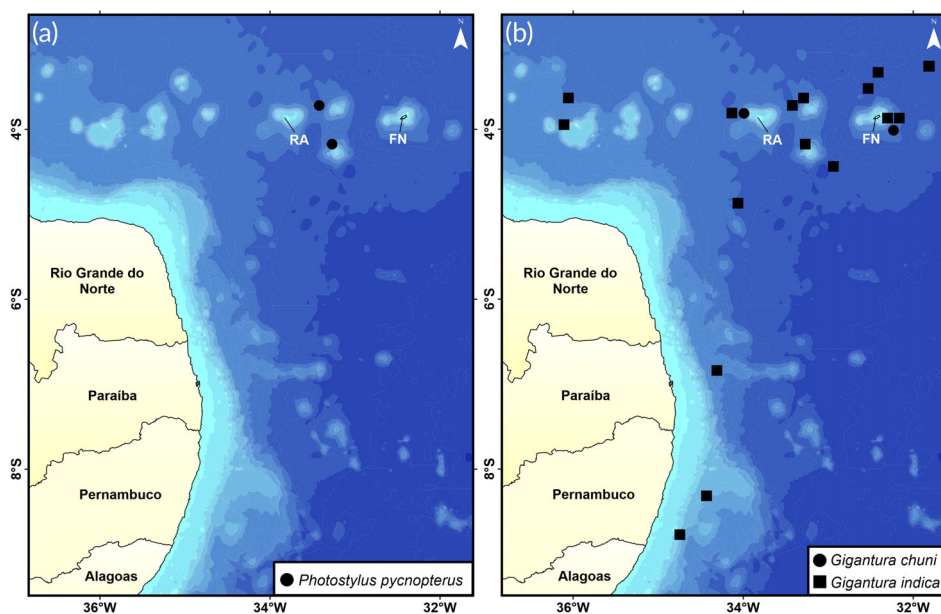 (a)
N
4°S
RA
FN
Rio Grande do
Norte
6°S
Paraíba
8°S
Pernambuco
Alagoas
Photostylus pycnopterus
36°W
34°W
32°W
(b)
N
4°S
RA
FN
Rio Grande do
Norte
6°S
Paraíba
8°S
Pernambuco
Alagoas
Gigantura chuni
Gigantura indica
36°W
34°W
32°W